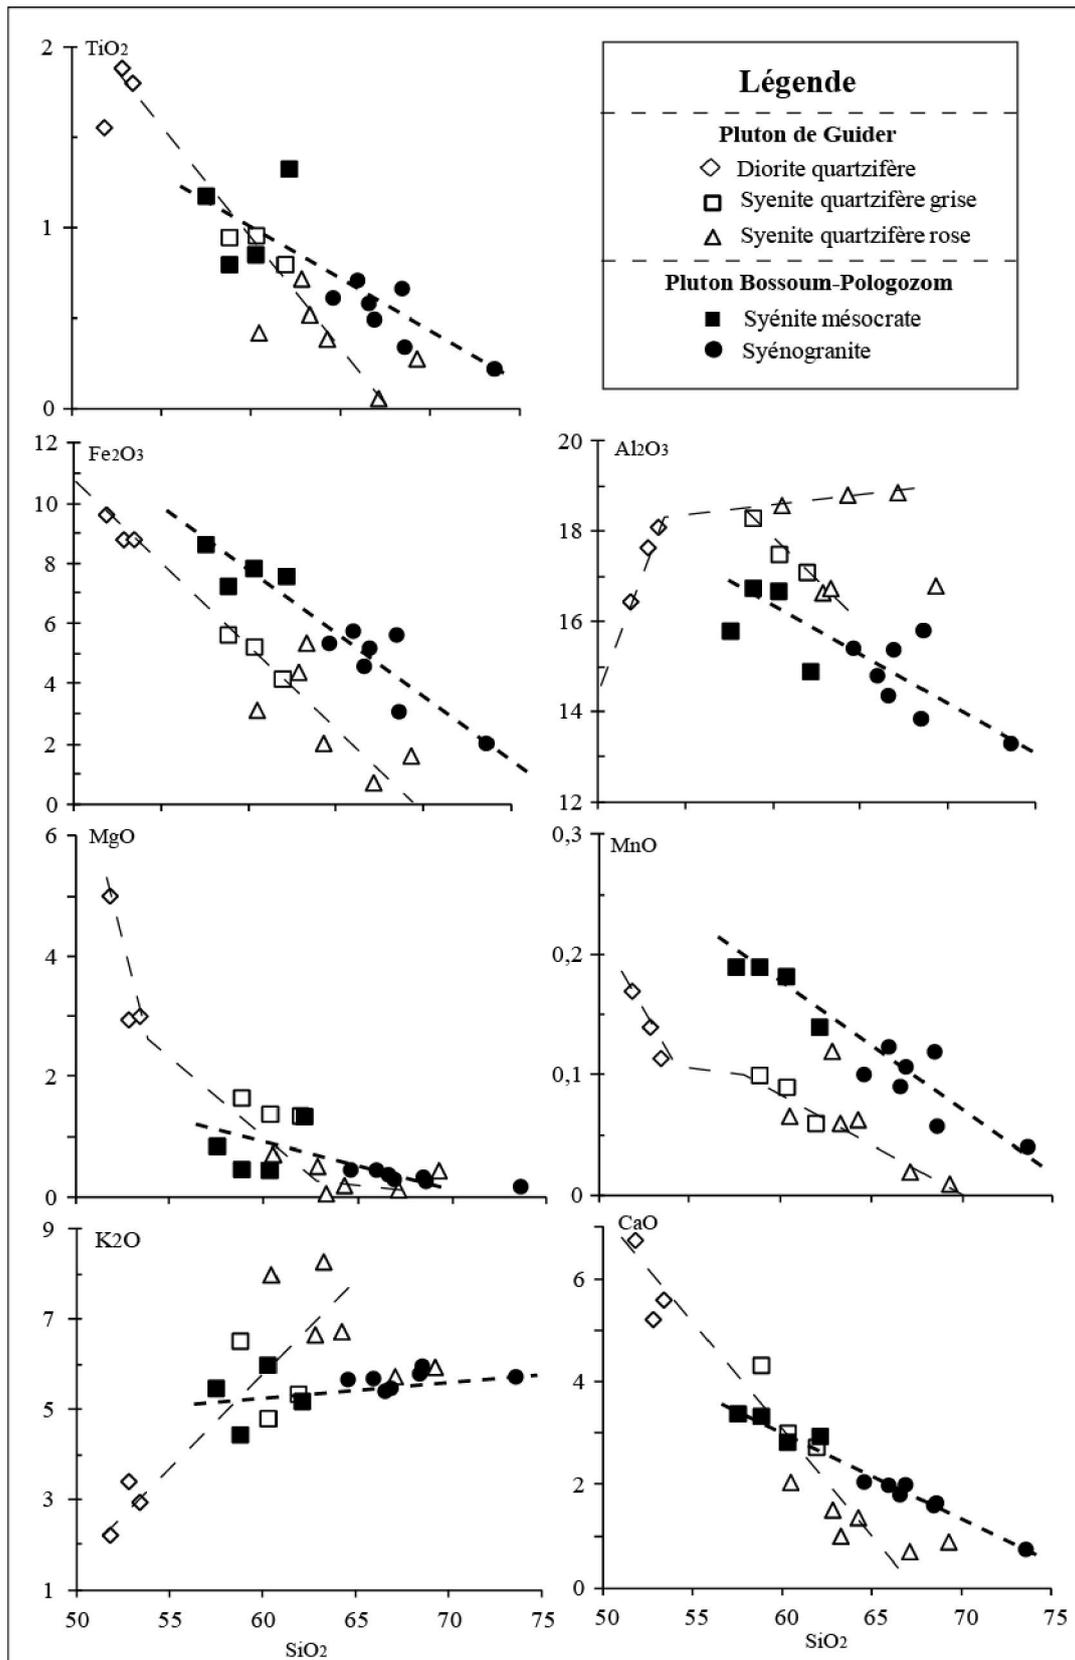 TiO2
2
1
0
Légende
Pluton de Guider
Diorite quartzifère
Syenite quartzifère grise
Syenite quartzifère rose
Pluton Bossoum-Pologozom
Syénite mésocrate
Syénogranite
Fe2O3
12
10
8
6
4
2
0
Al2O3
20
18
16
14
12
MgO
6
4
2
0
MnO
0,3
0,2
0,1
0
K2O
9
7
5
3
1
50 55 60 65 70 75
SiO2
CaO
6
4
2
0
50 55 60 65 70 75
SiO2